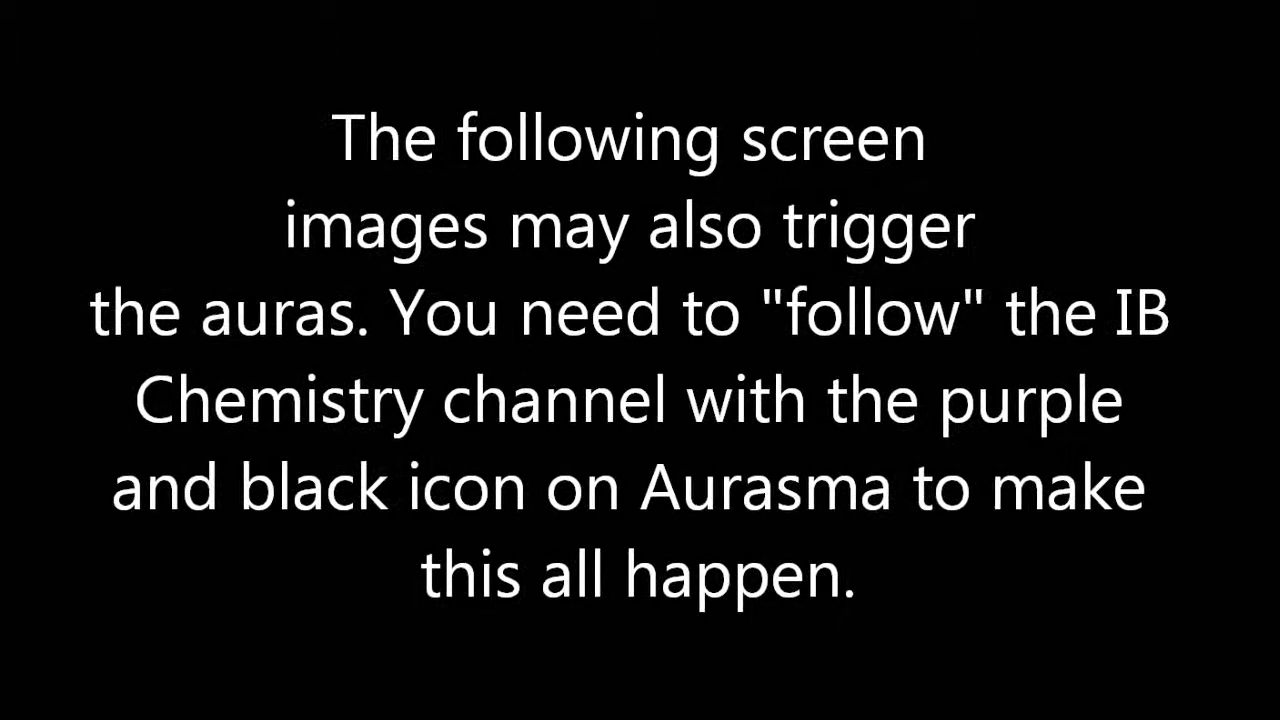 The following screen
images may also trigger
the auras. You need to "follow" the IB
Chemistry channel with the purple
and black icon on Aurasma to make
this all happen.